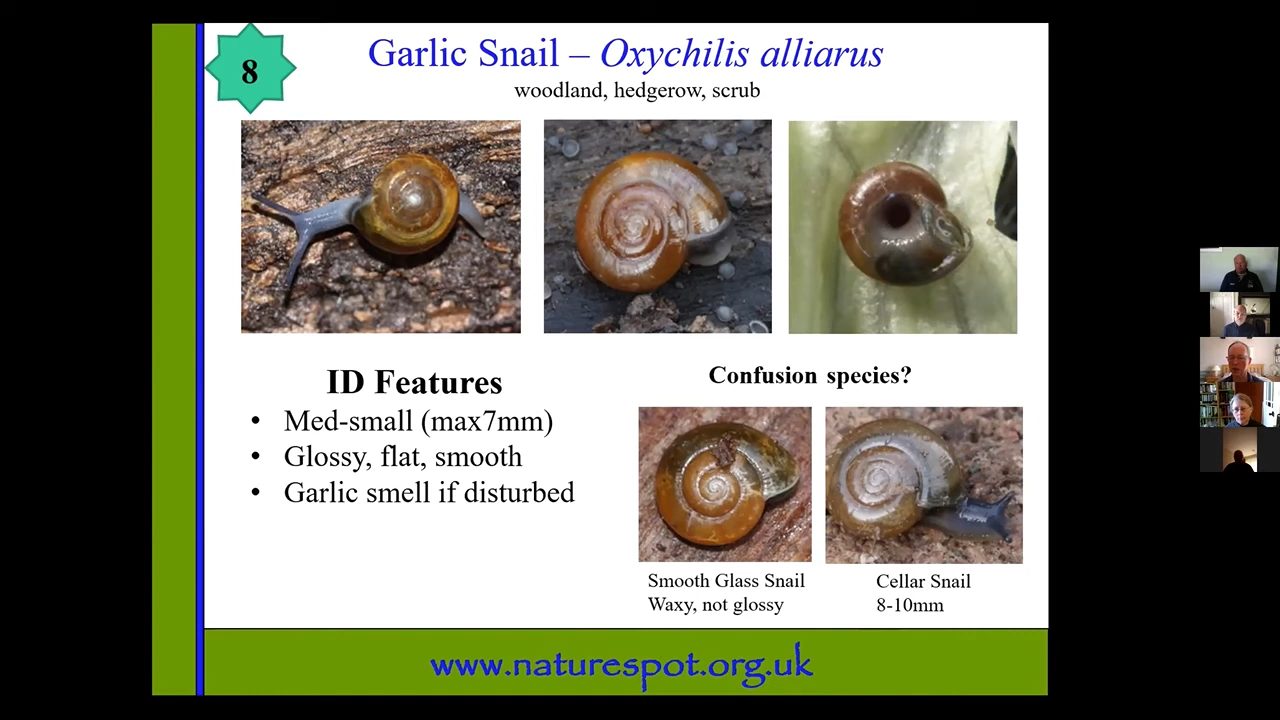 8
Garlic Snail – Oxychilis alliarus
woodland, hedgerow, scrub
ID Features
• Med-small (max7mm)
• Glossy, flat, smooth
• Garlic smell if disturbed
Confusion species?
Smooth Glass Snail
Waxy, not glossy
Cellar Snail
8-10mm
www.naturespot.org.uk